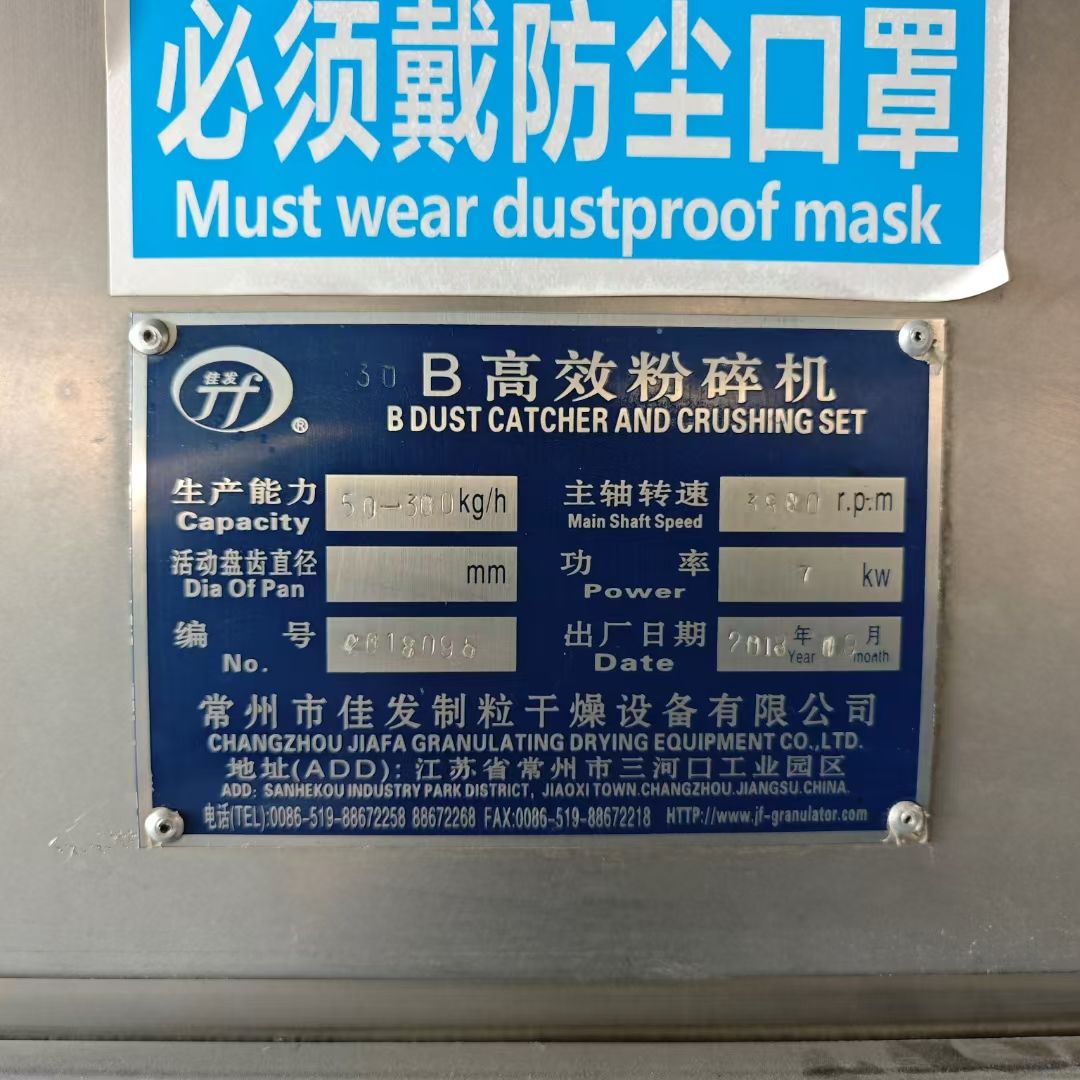 必须戴防尘口罩
Must wear dustproof mask
佳发 jf ®
30 B高效粉碎机
B DUST CATCHER AND CRUSHING SET
生产能力 50-300 kg/h 主轴转速 r.p.m
Capacity Main Shaft Speed
活动盘齿直径 mm 功 率 7 kw
Dia Of Pan Power
编 号 出厂日期 2018 年 月
No. Date Year month
常州市佳发制粒干燥设备有限公司
CHANGZHOU JIAFA GRANULATING DRYING EQUIPMENT CO.,LTD.
地址(ADD):江苏省常州市三河口工业园区
ADD: SANHEKOU INDUSTRY PARK DISTRICT, JIAOXI TOWN.CHANGZHOU.JIANGSU.CHINA.
电话(TEL):0086-519-88672258 88672268 FAX:0086-519-88672218 HTTP://www.jf-granulator.com